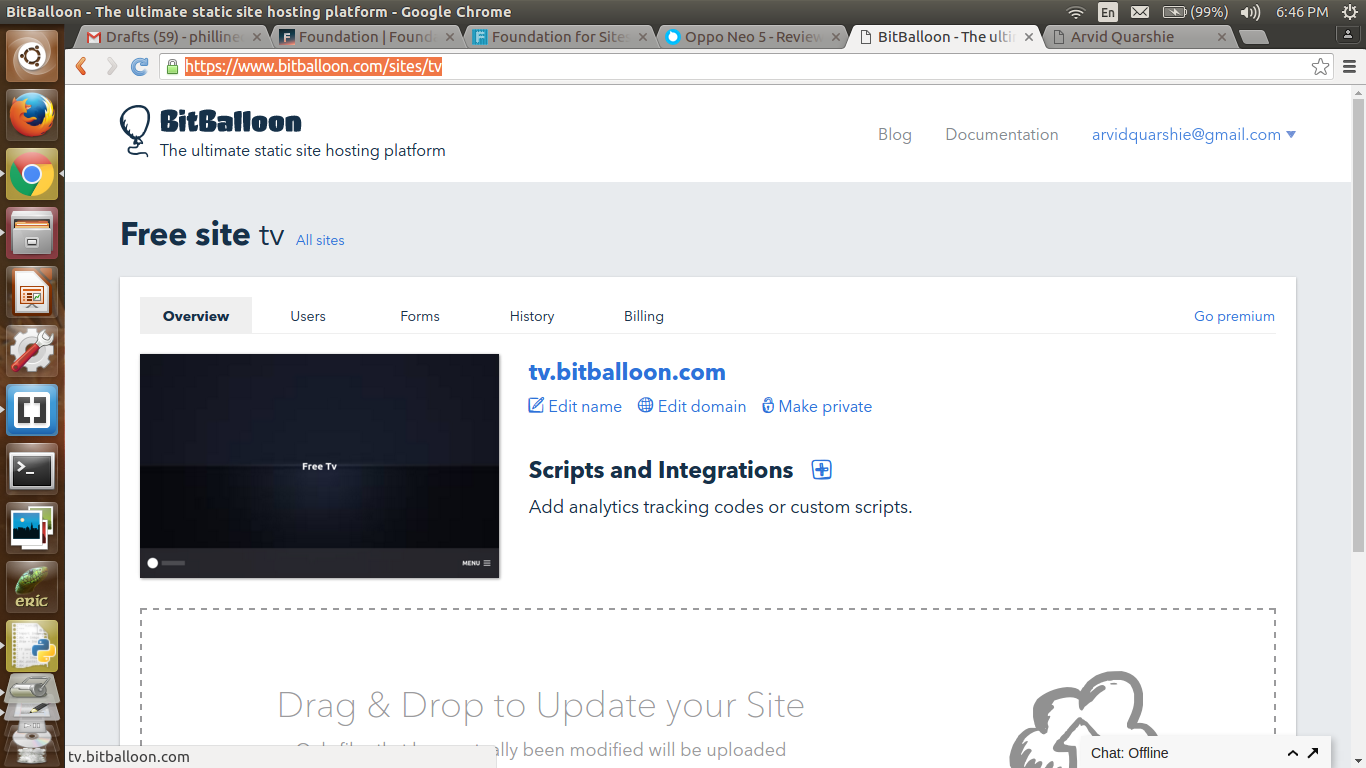 BitBalloon - The ultimate static site hosting platform - Google Chrome
En
(99%)
6:46 PM
Drafts (59) - philline
Foundation | Found
Foundation for Sites
Oppo Neo 5 - Review
BitBalloon - The ulti
Arvid Quarshie
https://www.bitballoon.com/sites/tv
BitBalloon
The ultimate static site hosting platform
Blog
Documentation
arvidquarshie@gmail.com
Free site tv All sites
Overview
Users
Forms
History
Billing
Go premium
Free Tv
MENU
tv.bitballoon.com
Edit name
Edit domain
Make private
Scripts and Integrations
Add analytics tracking codes or custom scripts.
eric
Drag & Drop to Update your Site
been modified will be uploaded
tv.bitballoon.com
Chat: Offline